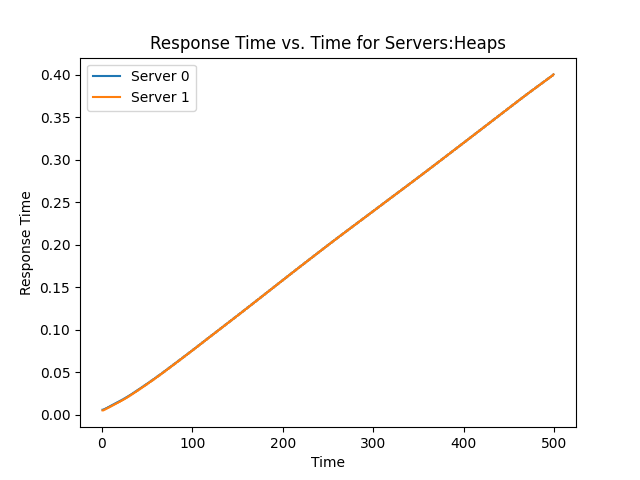 Response Time vs. Time for Servers:Heaps
Server 0
Server 1
Response Time
0.40
0.35
0.30
0.25
0.20
0.15
0.10
0.05
0.00
0 100 200 300 400 500
Time